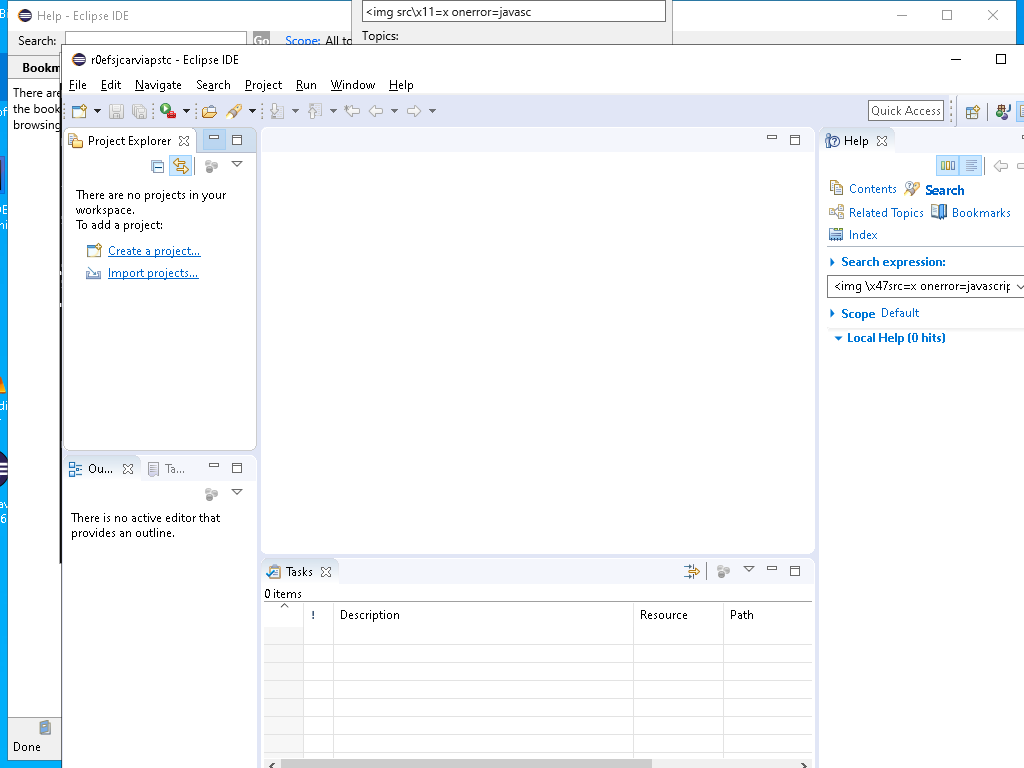 Help - Eclipse IDE
<img src\x11=x onerror=javasc
Search:
Go
Scope: All to
Topics:
Bookm
There are
the book
browsing
r0efsjcarviapstc - Eclipse IDE
File Edit Navigate Search Project Run Window Help
Quick Access
Project Explorer
There are no projects in your
workspace.
To add a project:
Create a project...
Import projects...
Ou...
Ta...
There is no active editor that
provides an outline.
Tasks
0 items
! Description Resource Path
Help
Contents Search
Related Topics Bookmarks
Index
Search expression:
<img \x47src=x onerror=javascrip
Scope Default
Local Help (0 hits)
Done